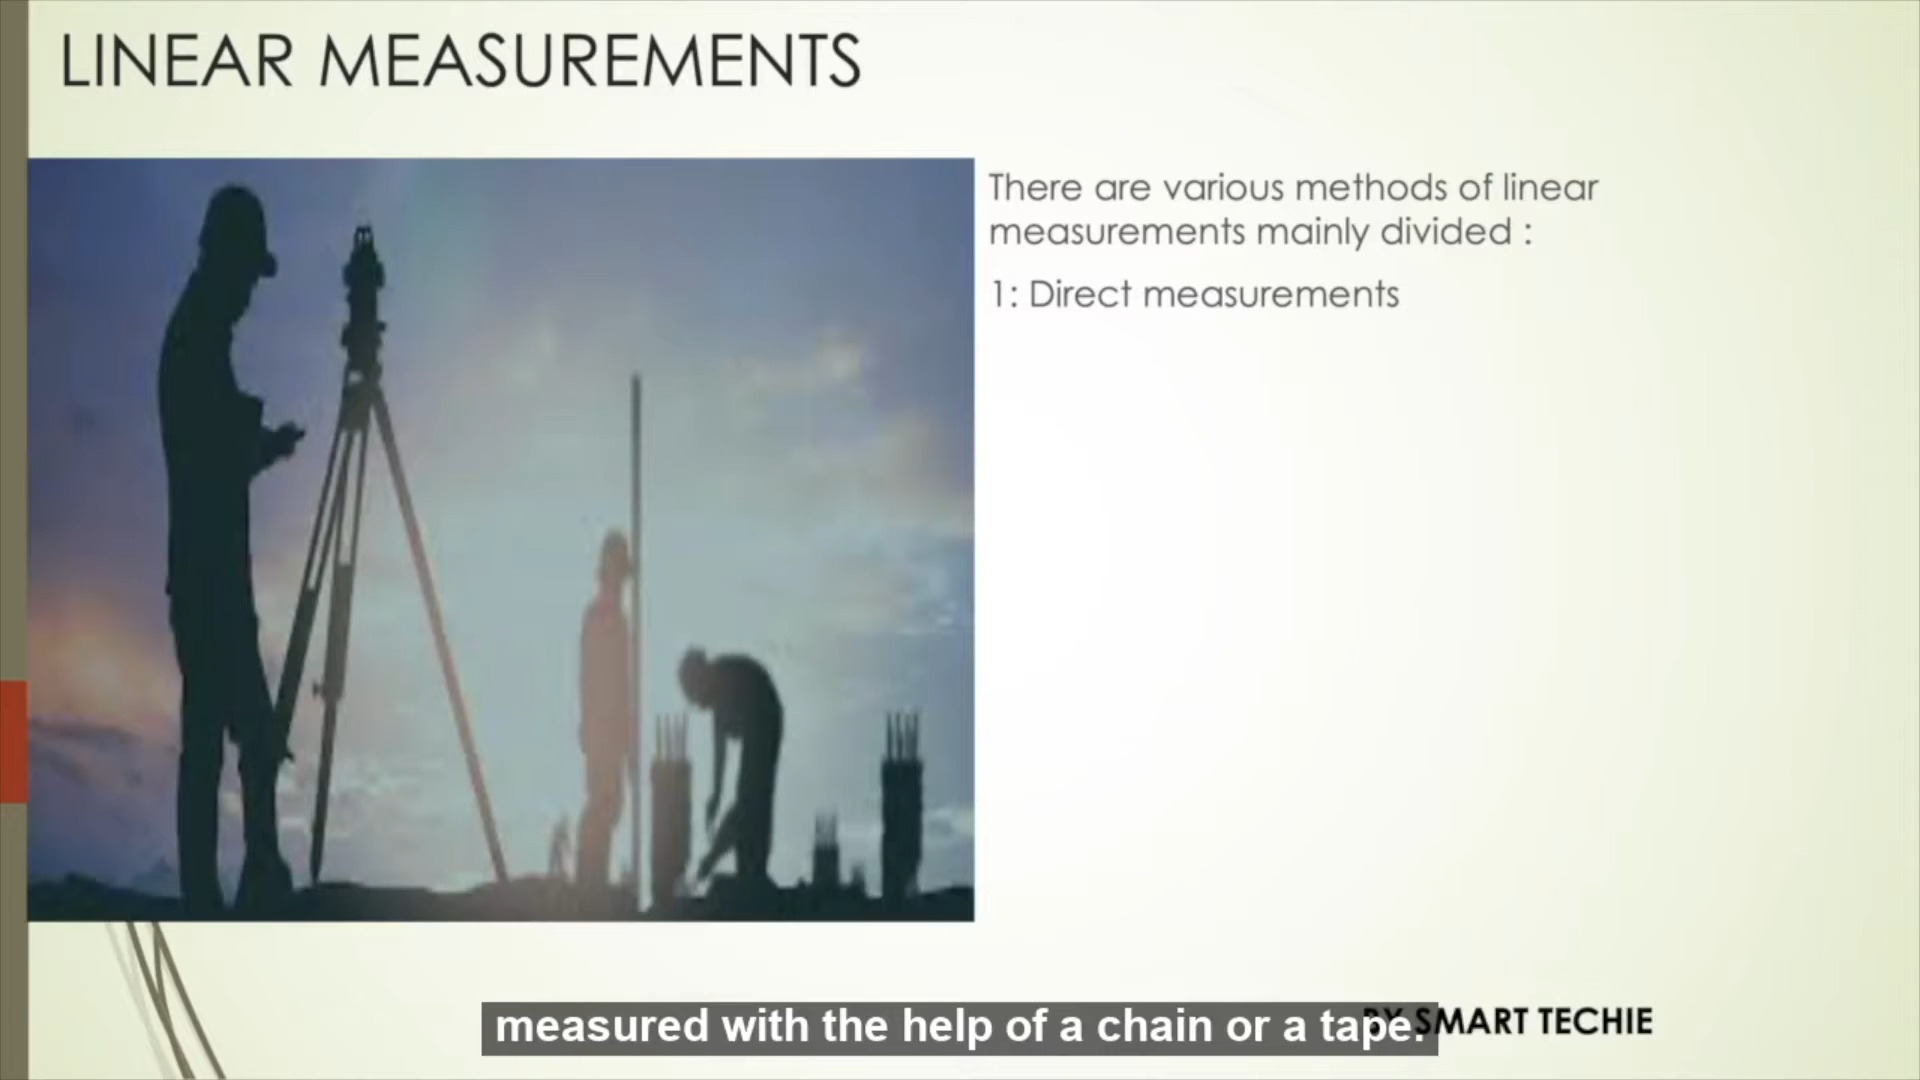 LINEAR MEASUREMENTS
There are various methods of linear
measurements mainly divided :
1: Direct measurements
measured with the help of a chain or a tape.
BY SMART TECHIE